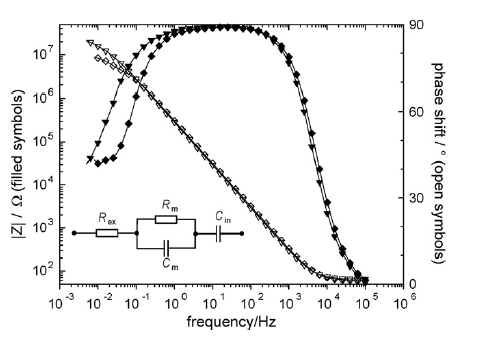 10⁷
10⁶
10⁵
10⁴
10³
10²
|Z| / Ω (filled symbols)
90
60
30
0
phase shift / ° (open symbols)
R_ex
R_m
C_m
C_in
10⁻³ 10⁻² 10⁻¹ 10⁰ 10¹ 10² 10³ 10⁴ 10⁵ 10⁶
frequency/Hz